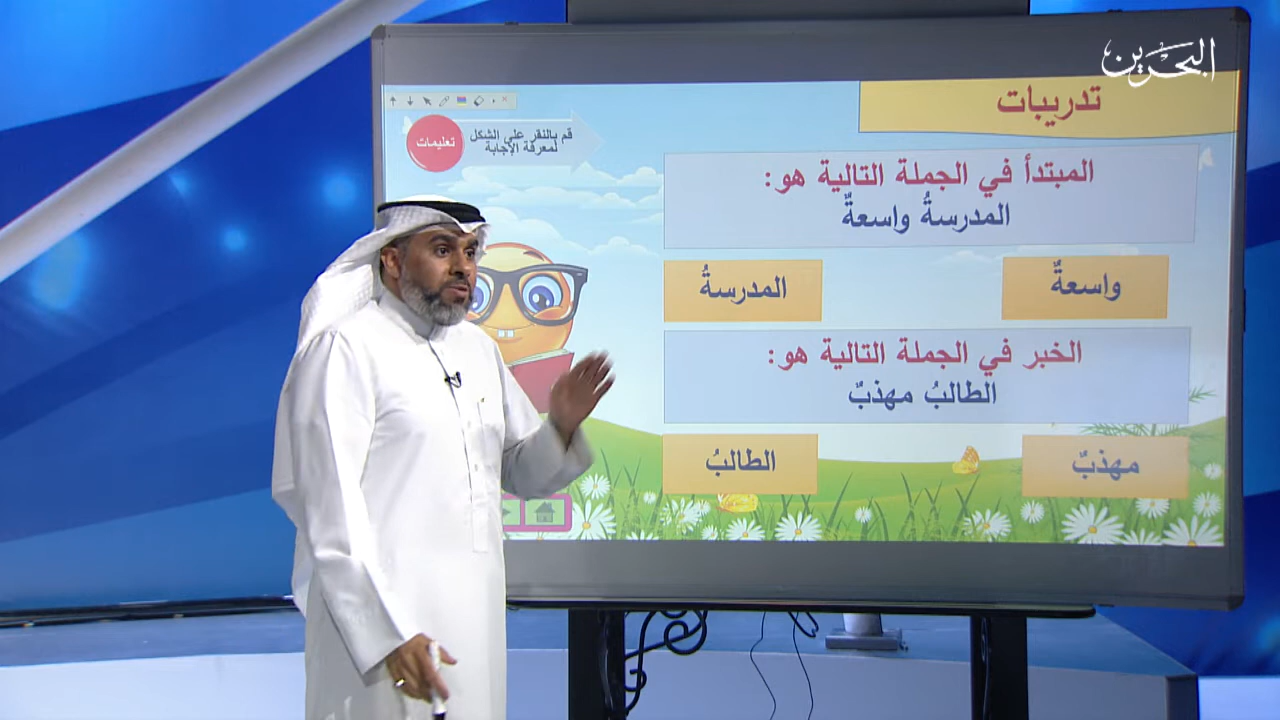 البحرين
تدريبات
قم بالنقر على الشكل
لمعرفة الإجابة
تعليمات
المبتدأ في الجملة التالية هو:
المدرسةُ واسعةٌ
واسعةٌ
المدرسةُ
الخبر في الجملة التالية هو:
الطالبُ مهذبٌ
مهذبٌ
الطالبُ